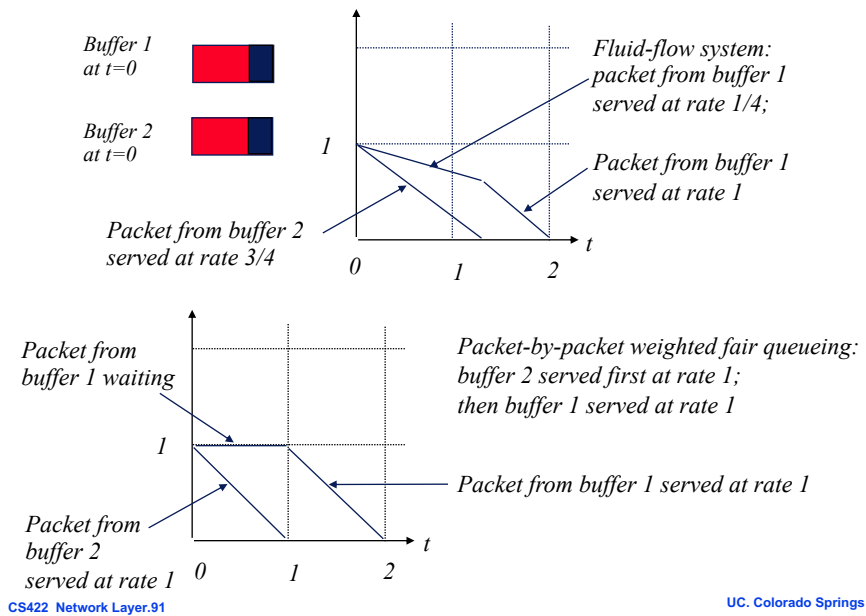 Buffer 1
at t=0
Buffer 2
at t=0
Fluid-flow system:
packet from buffer 1
served at rate 1/4;
1
Packet from buffer 1
served at rate 1
Packet from buffer 2
served at rate 3/4
t
0
1
2
Packet from
buffer 1 waiting
Packet-by-packet weighted fair queueing:
buffer 2 served first at rate 1;
then buffer 1 served at rate 1
1
Packet from buffer 1 served at rate 1
Packet from
buffer 2
served at rate 1
t
0
1
2
CS422 Network Layer.91
UC. Colorado Springs